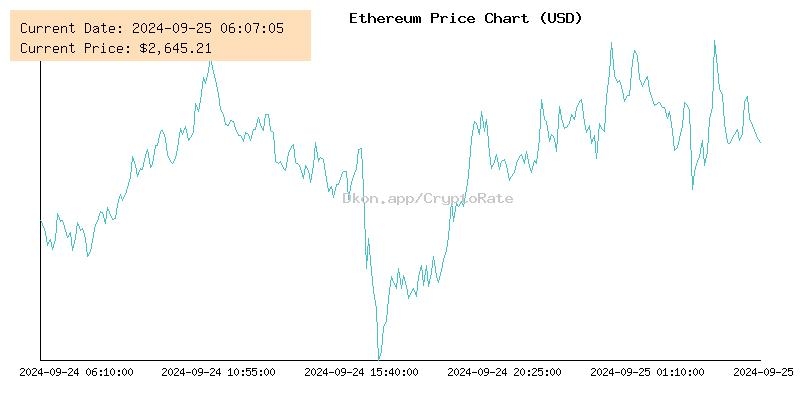 Ethereum Price Chart (USD)
Current Date: 2024-09-25 06:07:05
Current Price: $2,645.21
Dkon.app/CryptoRate
2024-09-24 06:10:00 2024-09-24 10:55:00 2024-09-24 15:40:00 2024-09-24 20:25:00 2024-09-25 01:10:00 2024-09-25